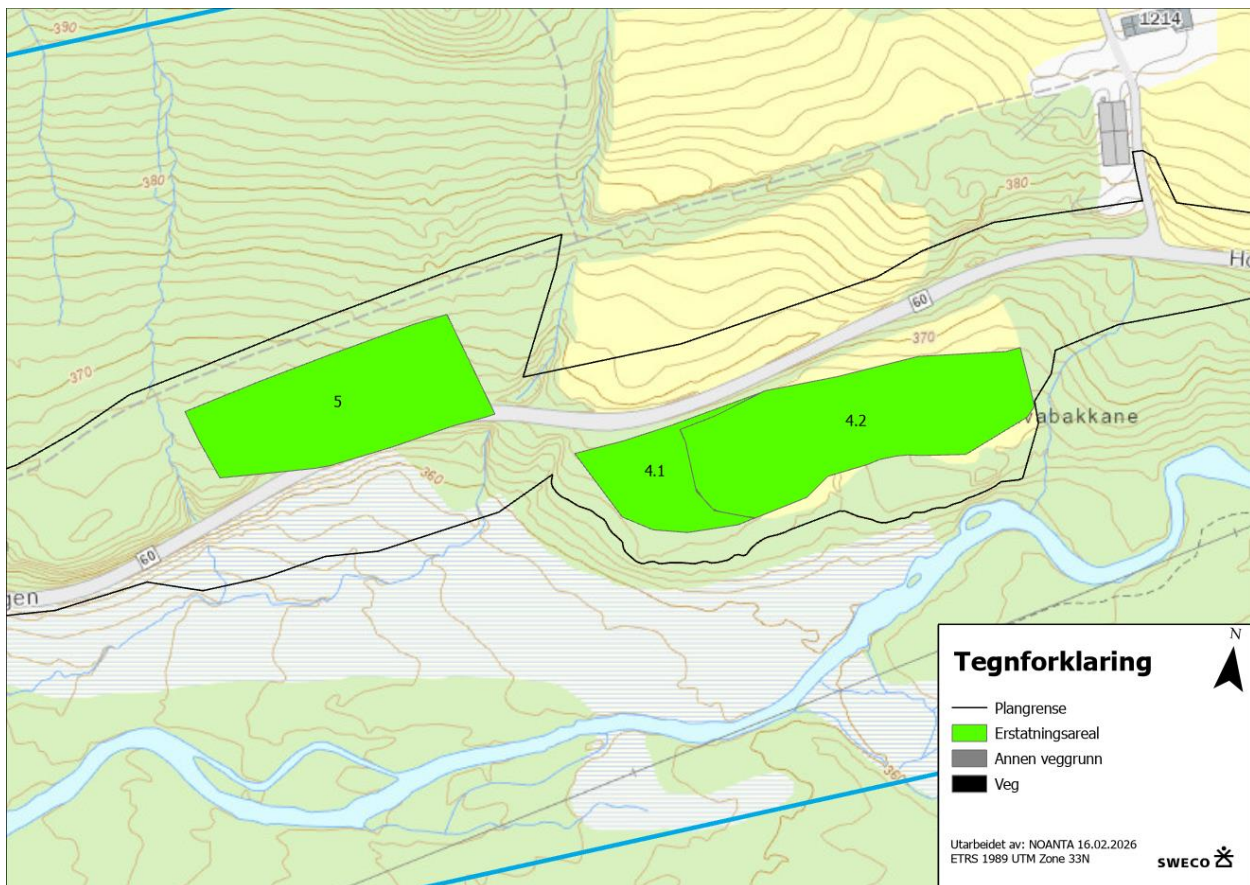 390
1214
380
380
60
Ho
370
370
5
4.2
vabakkane
4.1
360
60
gen
360
N
Tegnforklaring
Plangrense
Erstatningsareal
Annen veggrunn
Veg
Utarbeidet av: NOANTA 16.02.2026
ETRS 1989 UTM Zone 33N
SWECO